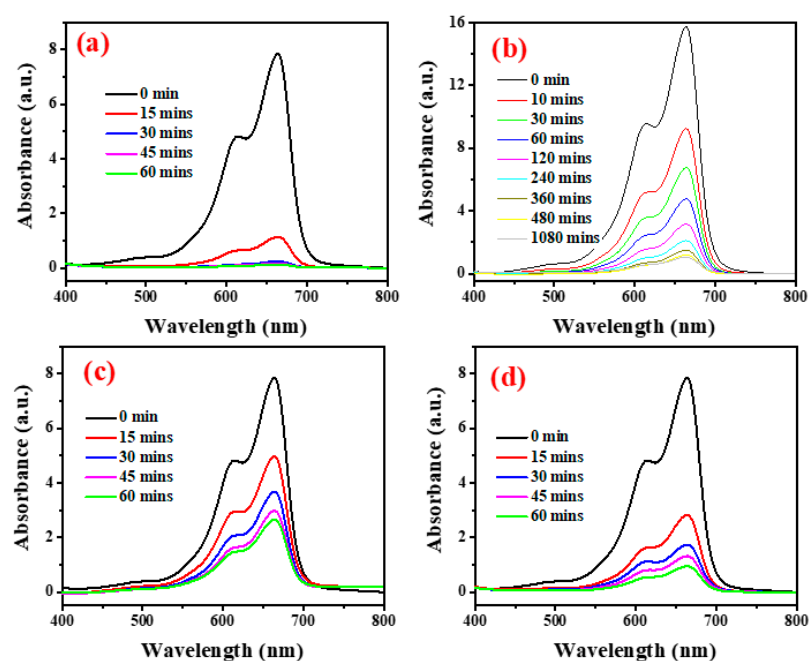 (a)
8
6
4
2
0
400 500 600 700 800
Absorbance (a.u.)
Wavelength (nm)
0 min
15 mins
30 mins
45 mins
60 mins
(b)
16
12
8
4
0
400 500 600 700 800
Absorbance (a.u.)
Wavelength (nm)
0 min
10 mins
30 mins
60 mins
120 mins
240 mins
360 mins
480 mins
1080 mins
(c)
8
6
4
2
0
400 500 600 700 800
Absorbance (a.u.)
Wavelength (nm)
0 min
15 mins
30 mins
45 mins
60 mins
(d)
8
6
4
2
0
400 500 600 700 800
Absorbance (a.u.)
Wavelength (nm)
0 min
15 mins
30 mins
45 mins
60 mins